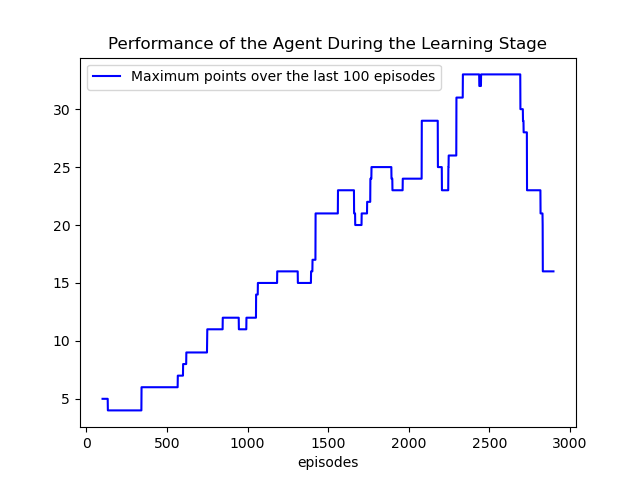 Performance of the Agent During the Learning Stage
Maximum points over the last 100 episodes
30
25
20
15
10
5
0 500 1000 1500 2000 2500 3000
episodes